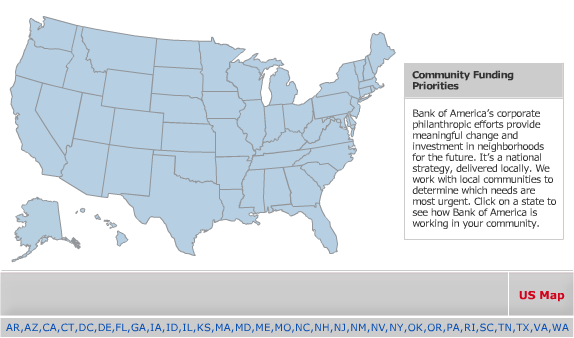 Community Funding
Priorities
Bank of America's corporate
philanthropic efforts provide
meaningful change and
investment in neighborhoods
for the future. It's a national
strategy, delivered locally. We
work with local communities to
determine which needs are
most urgent. Click on a state to
see how Bank of America is
working in your community.
US Map
AR,AZ,CA,CT,DC,DE,FL,GA,IA,ID,IL,KS,MA,MD,ME,MO,NC,NH,NJ,NM,NV,NY,OK,OR,PA,RI,SC,TN,TX,VA,WA